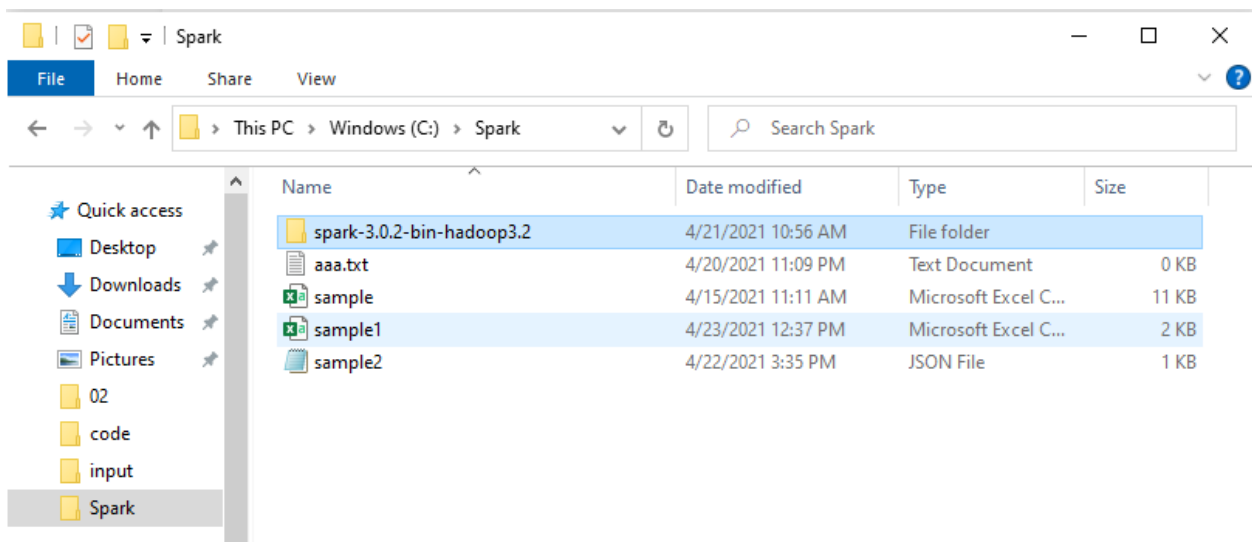 Spark
File Home Share View
This PC > Windows (C:) > Spark Search Spark
Name Date modified Type Size
Quick access
Desktop
Downloads
Documents
Pictures
02
code
input
Spark
spark-3.0.2-bin-hadoop3.2 4/21/2021 10:56 AM File folder
aaa.txt 4/20/2021 11:09 PM Text Document 0 KB
sample 4/15/2021 11:11 AM Microsoft Excel C... 11 KB
sample1 4/23/2021 12:37 PM Microsoft Excel C... 2 KB
sample2 4/22/2021 3:35 PM JSON File 1 KB